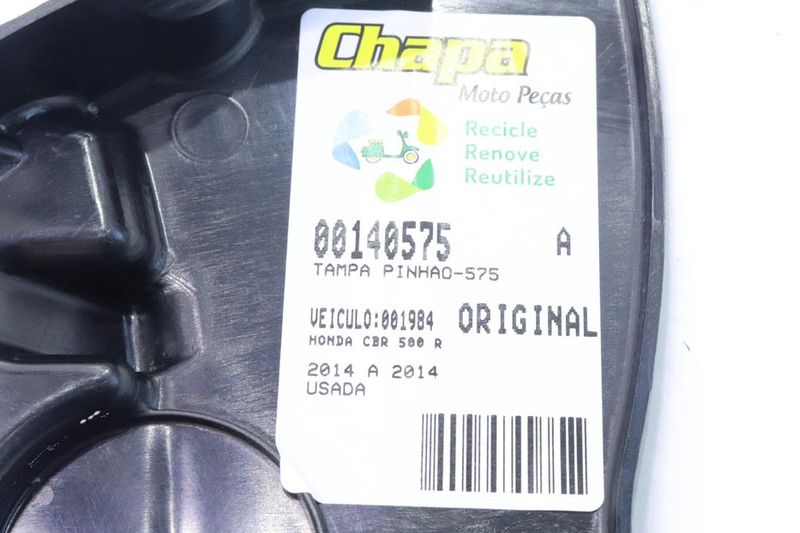 Chapa
Moto Peças
Recicle
Renove
Reutilize
00140575 A
TAMPA PINHAO-575
VEICULO:001984 ORIGINAL
HONDA CBR 500 R
2014 A 2014
USADA